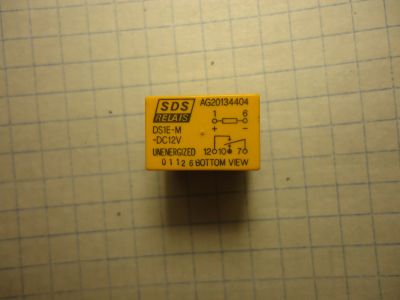 SDS
RELAIS
AG20134404
1 6
DS1E-M
+ -
-DC12V
UNENERGIZED 12 10 7
0 1 1 2 6 BOTTOM VIEW